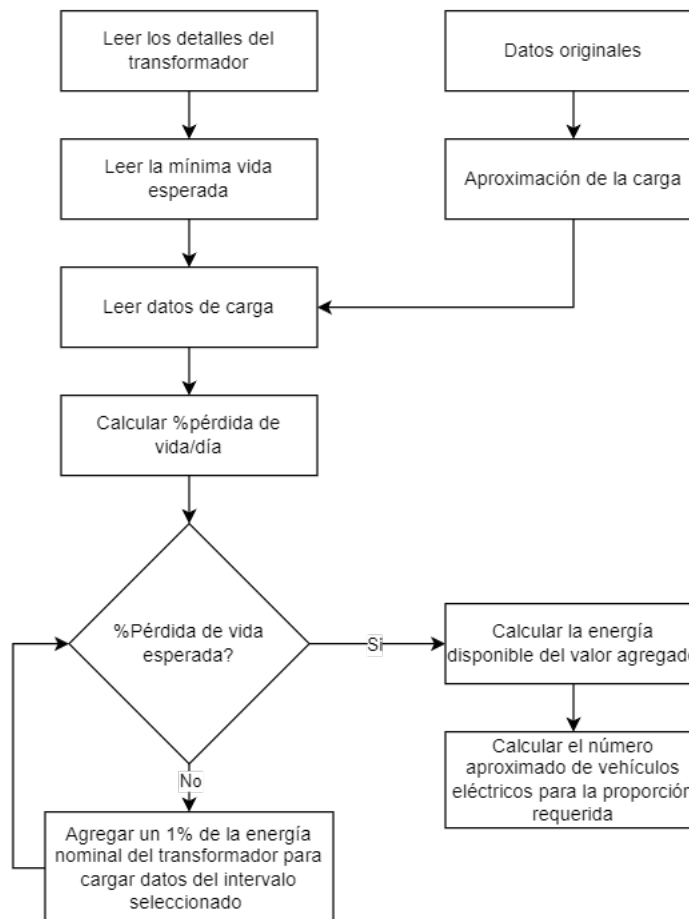 Leer los detalles del
transformador
Datos originales
Leer la mínima vida
esperada
Aproximación de la carga
Leer datos de carga
Calcular %pérdida de
vida/día
%Pérdida de vida
esperada?
Si
Calcular la energía
disponible del valor agregado
No
Calcular el número
aproximado de vehículos
eléctricos para la proporción
requerida
Agregar un 1% de la energía
nominal del transformador para
cargar datos del intervalo
seleccionado